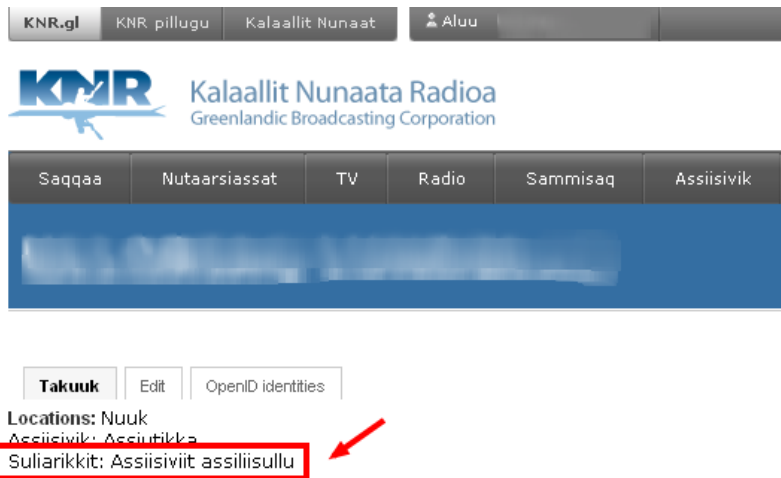 KNR.gl KNR pillugu Kalaallit Nunaat Aluu
KNR Kalaallit Nunaata Radioa
Greenlandic Broadcasting Corporation
Saqqaa Nutaarsiassat TV Radio Sammisaq Assiisivik
Takuuk Edit OpenID identities
Locations: Nuuk
Assiisivik: Assiutikka
Suliarikkit: Assiisiviit assiliisullu